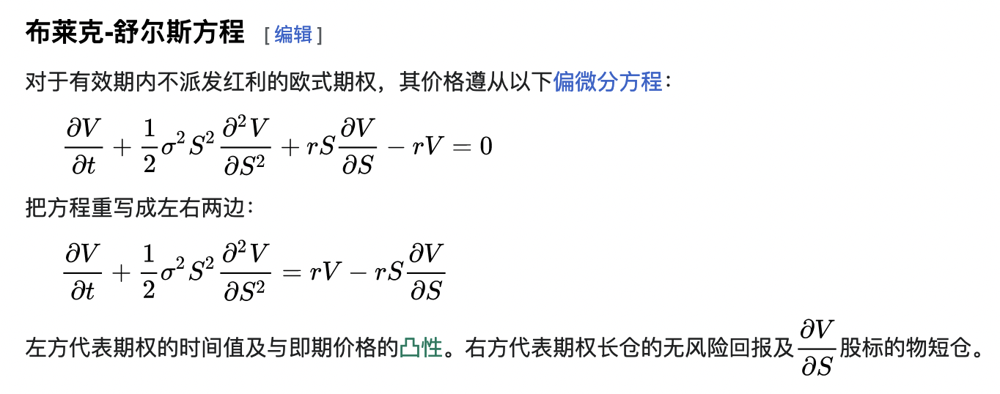 布莱克-舒尔斯方程 [编辑]
对于有效期内不派发红利的欧式期权，其价格遵从以下偏微分方程：
$\frac{\partial V}{\partial t} + \frac{1}{2}\sigma^2 S^2 \frac{\partial^2 V}{\partial S^2} + rS\frac{\partial V}{\partial S} - rV = 0$
把方程重写成左右两边：
$\frac{\partial V}{\partial t} + \frac{1}{2}\sigma^2 S^2 \frac{\partial^2 V}{\partial S^2} = rV - rS\frac{\partial V}{\partial S}$
左方代表期权的时间值及与即期价格的凸性。右方代表期权长仓的无风险回报及$\frac{\partial V}{\partial S}$股标的物短仓。